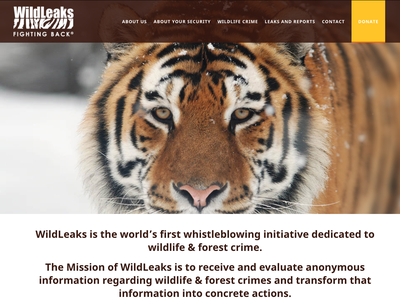 WildLeaks
FIGHTING BACK®
ABOUT US ABOUT YOUR SECURITY WILDLIFE CRIME LEAKS AND REPORTS CONTACT DONATE
WildLeaks is the world's first whistleblowing initiative dedicated to
wildlife & forest crime.
The Mission of WildLeaks is to receive and evaluate anonymous
information regarding wildlife & forest crimes and transform that
information into concrete actions.